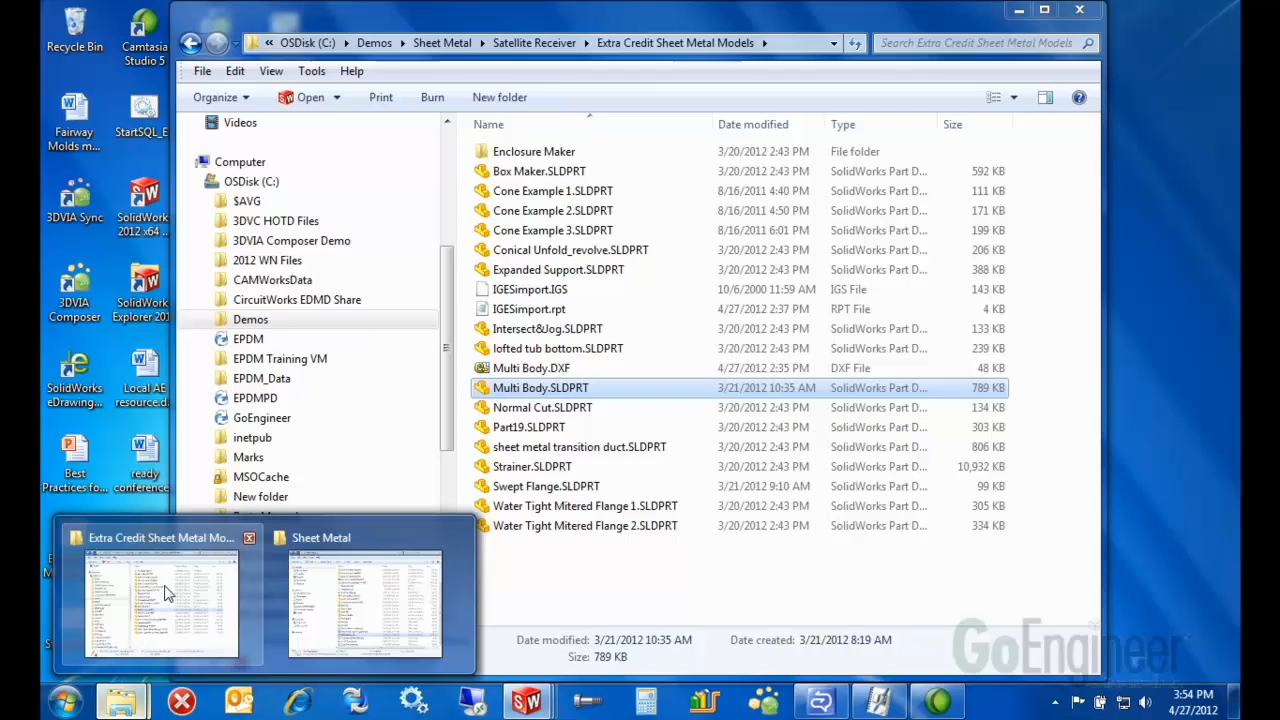 Recycle Bin
Camtasia Studio 5
Fairway Molds m...
StartSQL_E
3DVIA Sync
SolidWorks 2012 x64 ...
3DVIA Composer
SolidWorks Explorer 201
SolidWorks eDrawing...
Local AE resource.d
Best Practices fo...
ready conference
« OSDisk (C:) Demos Sheet Metal Satellite Receiver Extra Credit Sheet Metal Models
Search Extra Credit Sheet Metal Models
File Edit View Tools Help
Organize Open Print Burn New folder
Videos
Computer
OSDisk (C:)
$AVG
3DVC HOTD Files
3DVIA Composer Demo
2012 WN Files
CAMWorksData
CircuitWorks EDMD Share
Demos
EPDM
EPDM Training VM
EPDM_Data
EPDMPD
GoEngineer
inetpub
Marks
MSOCache
New folder
Name Date modified Type Size
Enclosure Maker 3/20/2012 2:43 PM File folder
Box Maker.SLDPRT 3/20/2012 2:43 PM SolidWorks Part D... 592 KB
Cone Example 1.SLDPRT 8/16/2011 4:40 PM SolidWorks Part D... 111 KB
Cone Example 2.SLDPRT 8/16/2011 4:50 PM SolidWorks Part D... 171 KB
Cone Example 3.SLDPRT 8/16/2011 6:01 PM SolidWorks Part D... 199 KB
Conical Unfold_revolve.SLDPRT 3/20/2012 2:43 PM SolidWorks Part D... 206 KB
Expanded Support.SLDPRT 3/20/2012 2:43 PM SolidWorks Part D... 388 KB
IGESimport.IGS 10/6/2000 11:59 AM IGS File 143 KB
IGESimport.rpt 4/27/2012 2:37 PM RPT File 4 KB
Intersect&Jog.SLDPRT 3/20/2012 2:43 PM SolidWorks Part D... 133 KB
lofted tub bottom.SLDPRT 3/20/2012 2:43 PM SolidWorks Part D... 239 KB
Multi Body.DXF 4/27/2012 2:35 PM DXF File 48 KB
Multi Body.SLDPRT 3/21/2012 10:35 AM SolidWorks Part D... 789 KB
Normal Cut.SLDPRT 3/20/2012 2:43 PM SolidWorks Part D... 134 KB
Part19.SLDPRT 3/20/2012 2:43 PM SolidWorks Part D... 303 KB
sheet metal transition duct.SLDPRT 3/20/2012 2:43 PM SolidWorks Part D... 806 KB
Strainer.SLDPRT 3/20/2012 2:43 PM SolidWorks Part D... 10,932 KB
Swept Flange.SLDPRT 3/21/2012 9:10 AM SolidWorks Part D... 99 KB
Water Tight Mitered Flange 1.SLDPRT 3/20/2012 2:43 PM SolidWorks Part D... 305 KB
Water Tight Mitered Flange 2.SLDPRT 3/20/2012 2:43 PM SolidWorks Part D... 334 KB
Extra Credit Sheet Metal Mo... Sheet Metal
Date modified: 3/21/2012 10:35 AM Date created: 3/21/2012 8:19 AM
Size: 789 KB
GoEngineer
3:54 PM
4/27/2012